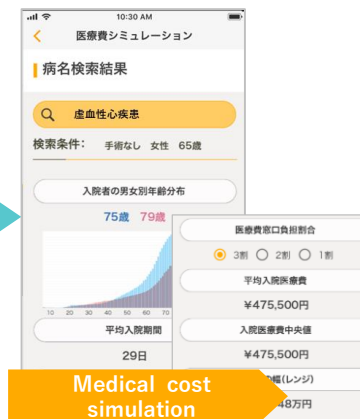 10:30 AM
医療費シミュレーション
病名検索結果
虚血性心疾患
検索条件: 手術なし 女性 65歳
入院者の男女別年齢分布
75歳 79歳
10 20 30 40 50 60 70
平均入院期間
29日
医療費窓口負担割合
3割 2割 1割
平均入院医療費
¥475,500円
入院医療費中央値
¥475,500円
幅(レンジ)
48万円
Medical cost
simulation